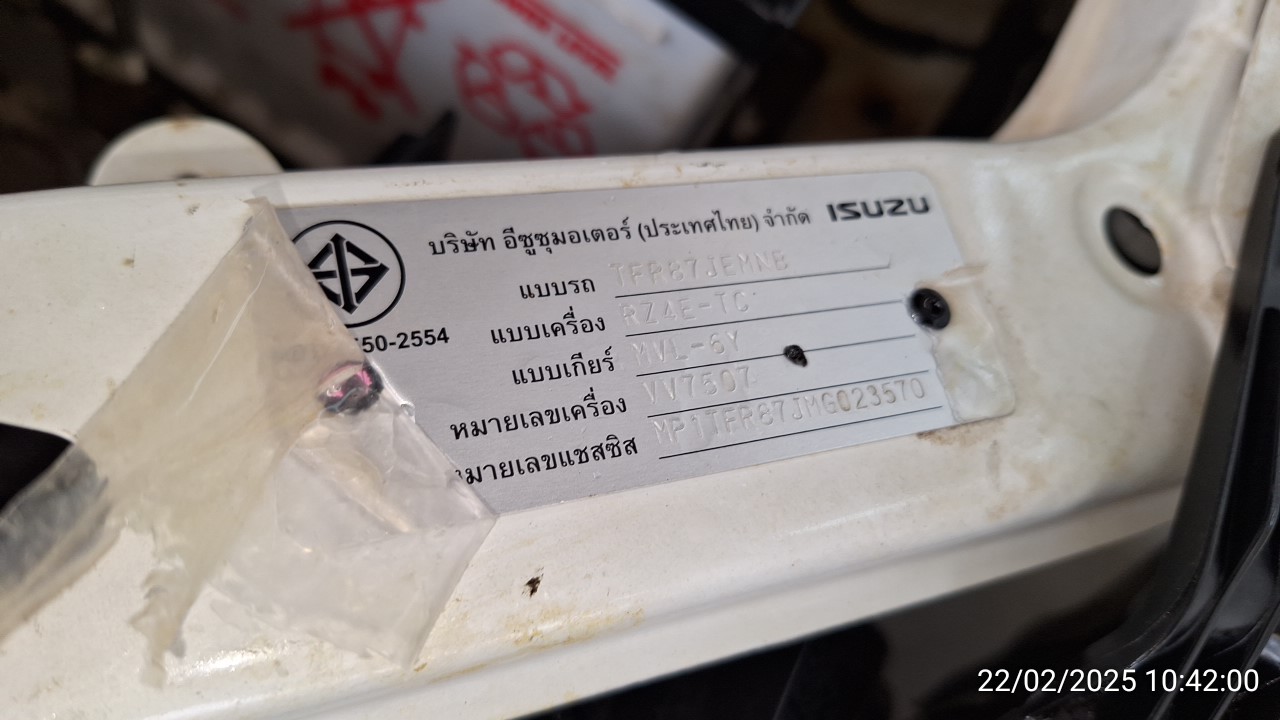 บริษัท อีซูซุมอเตอร์ (ประเทศไทย) จำกัด ISUZU
แบบรถ TFR87JEMNB
แบบเครื่อง RZ4E-TC
50-2554
แบบเกียร์ MVL-6Y
หมายเลขเครื่อง VV7507
หมายเลขแชสซิส MP1TFR87JMG023570
22/02/2025 10:42:00